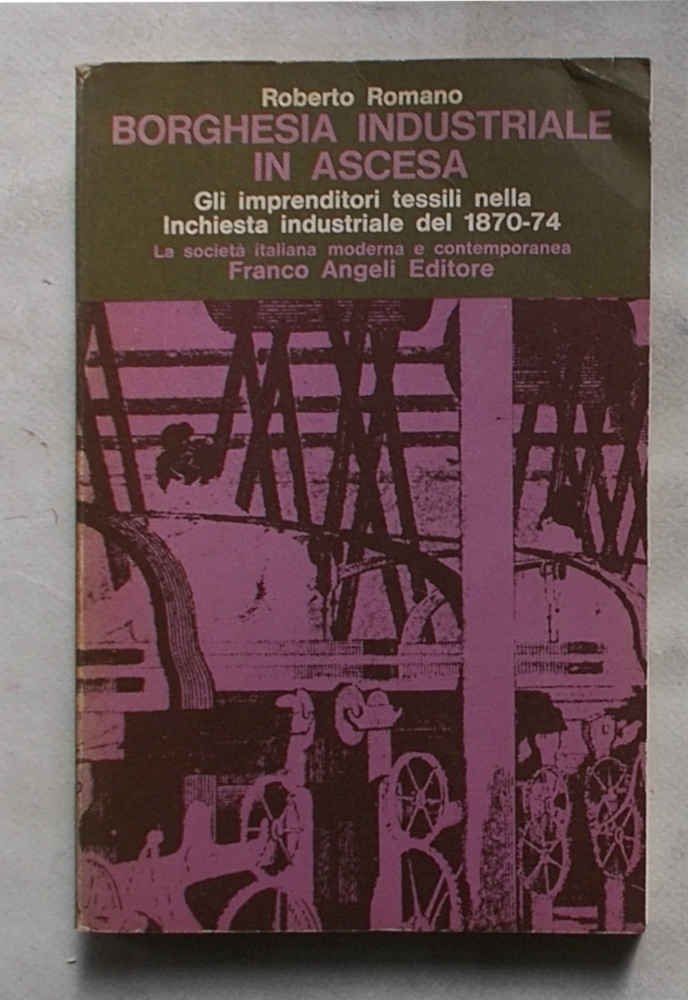 Roberto Romano
BORGHESIA INDUSTRIALE
IN ASCESA
Gli imprenditori tessili nella
Inchiesta industriale del 1870-74
La società italiana moderna e contemporanea
Franco Angeli Editore